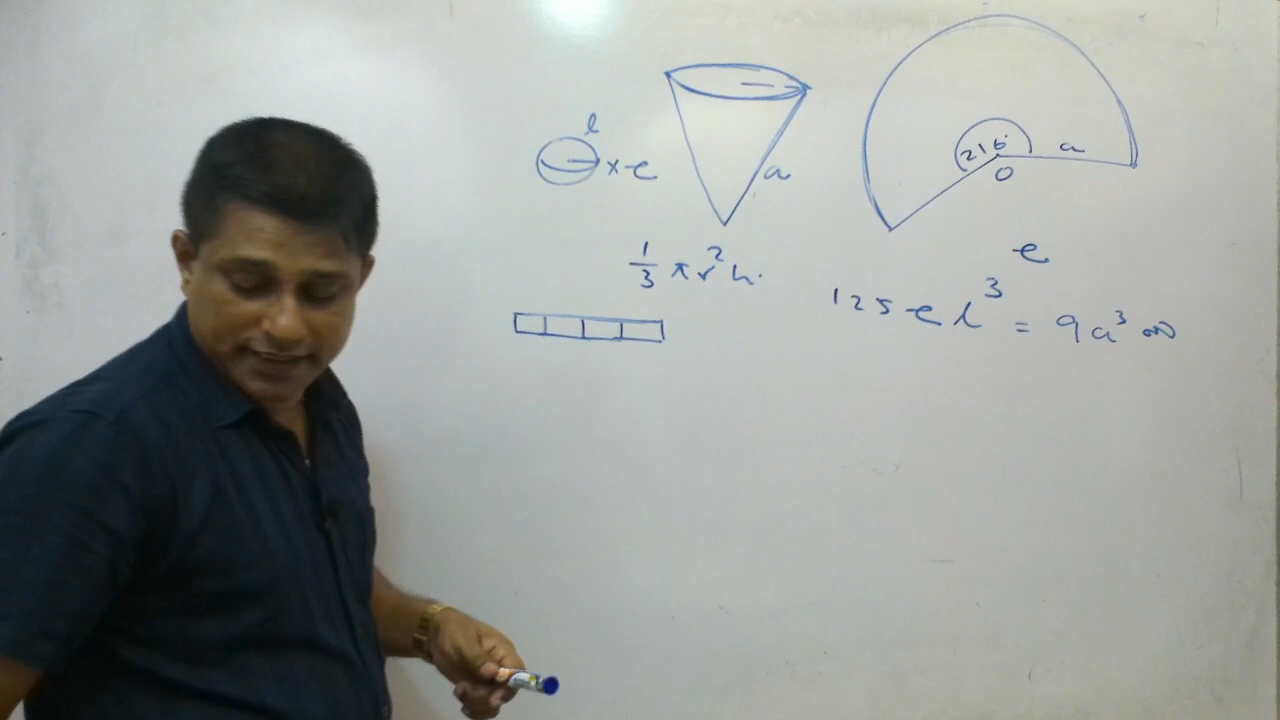 l
× e
a
216°
a
O
1/3 πr²h.
e
125 e l³ = 9a³